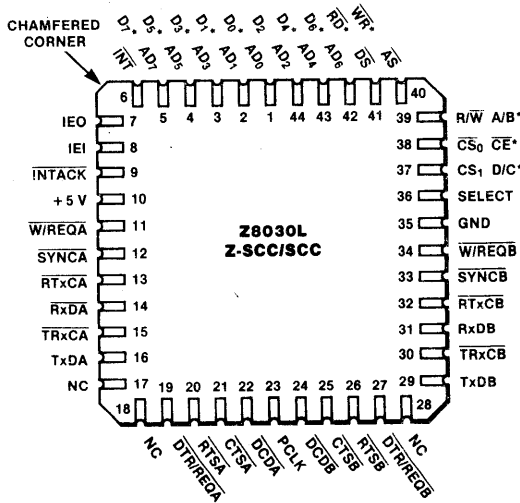 CHAMFERED
CORNER
D7* D5* D3* D1* D0* D2 D4* D6* RD* WR*
INT AD7 AD5 AD3 AD1 AD0 AD2 AD4 AD6 DS AS
6 5 4 3 2 1 44 43 42 41 40
IEO 7
IEI 8
INTACK 9
+5 V 10
W/REQA 11
SYNCA 12
RTxCA 13
RxDA 14
TRxCA 15
TxDA 16
NC 17
Z8030L
Z-SCC/SCC
39 R/W A/B*
38 CS0 CE*
37 CS1 D/C*
36 SELECT
35 GND
34 W/REQB
33 SYNCB
32 RTxCB
31 RxDB
30 TRxCB
29 TxDB
18 19 20 21 22 23 24 25 26 27 28
NC DTR/REQA RTSA CTSA DCDA PCLK DCDB CTSB RTSB DTR/REQB NC